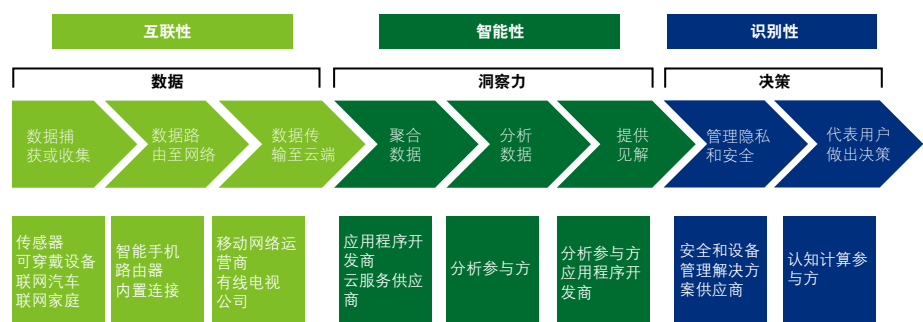 互联性
智能性
识别性
数据
洞察力
决策
数据捕
获或收集
数据路
由至网络
数据传
输至云端
聚合
数据
分析
数据
提供
见解
管理隐私
和安全
代表用户
做出决策
传感器
可穿戴设备
联网汽车
联网家庭
智能手机
路由器
内置连接
移动网络运
营商
有线电视
公司
应用程序开
发商
云服务供应
商
分析参与方
分析参与方
应用程序开
发商
安全和设备
管理解决方
案供应商
认知计算参
与方